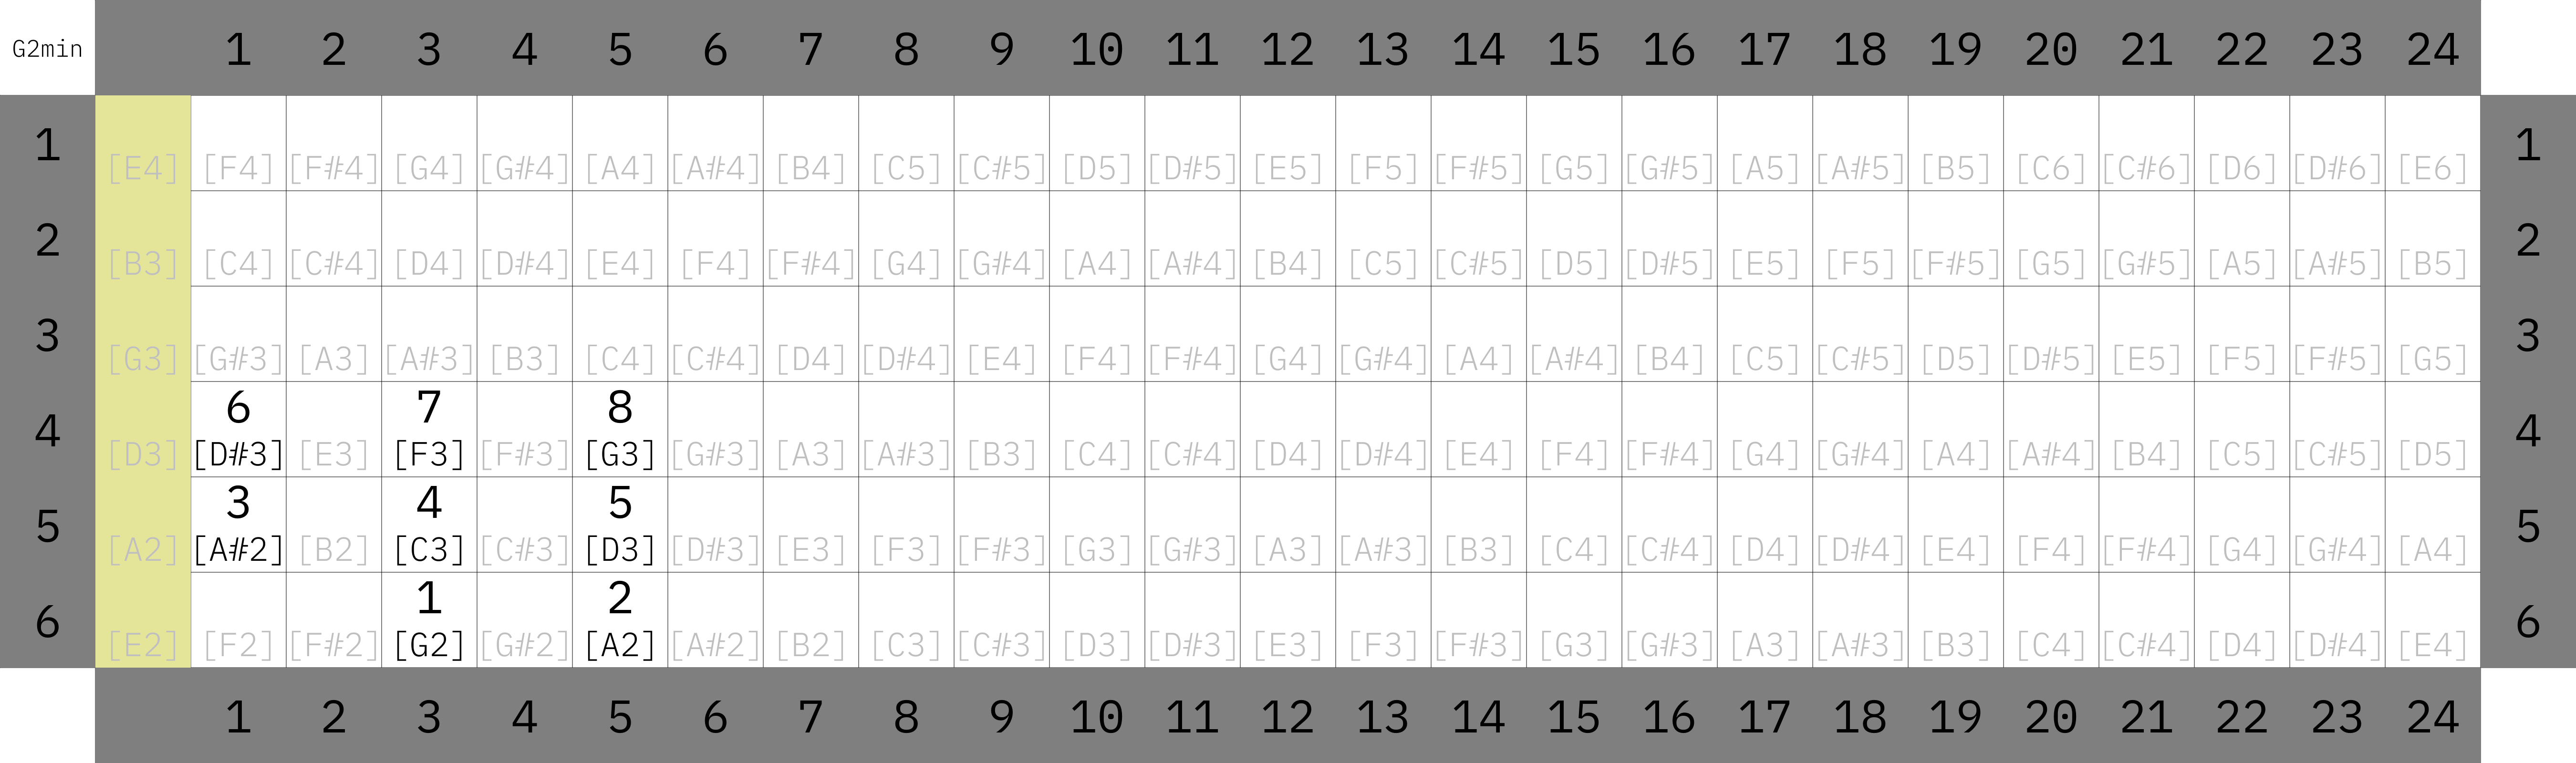 G2min 1 2 3 4 5 6 7 8 9 10 11 12 13 14 15 16 17 18 19 20 21 22 23 24
1 [E4] [F4] [F#4] [G4] [G#4] [A4] [A#4] [B4] [C5] [C#5] [D5] [D#5] [E5] [F5] [F#5] [G5] [G#5] [A5] [A#5] [B5] [C6] [C#6] [D6] [D#6] [E6] 1
2 [B3] [C4] [C#4] [D4] [D#4] [E4] [F4] [F#4] [G4] [G#4] [A4] [A#4] [B4] [C5] [C#5] [D5] [D#5] [E5] [F5] [F#5] [G5] [G#5] [A5] [A#5] [B5] 2
3 [G3] [G#3] [A3] [A#3] [B3] [C4] [C#4] [D4] [D#4] [E4] [F4] [F#4] [G4] [G#4] [A4] [A#4] [B4] [C5] [C#5] [D5] [D#5] [E5] [F5] [F#5] [G5] 3
6 7 8
4 [D3] [D#3] [E3] [F3] [F#3] [G3] [G#3] [A3] [A#3] [B3] [C4] [C#4] [D4] [D#4] [E4] [F4] [F#4] [G4] [G#4] [A4] [A#4] [B4] [C5] [C#5] [D5] 4
3 4 5
5 [A2] [A#2] [B2] [C3] [C#3] [D3] [D#3] [E3] [F3] [F#3] [G3] [G#3] [A3] [A#3] [B3] [C4] [C#4] [D4] [D#4] [E4] [F4] [F#4] [G4] [G#4] [A4] 5
1 2
6 [E2] [F2] [F#2] [G2] [G#2] [A2] [A#2] [B2] [C3] [C#3] [D3] [D#3] [E3] [F3] [F#3] [G3] [G#3] [A3] [A#3] [B3] [C4] [C#4] [D4] [D#4] [E4] 6
1 2 3 4 5 6 7 8 9 10 11 12 13 14 15 16 17 18 19 20 21 22 23 24